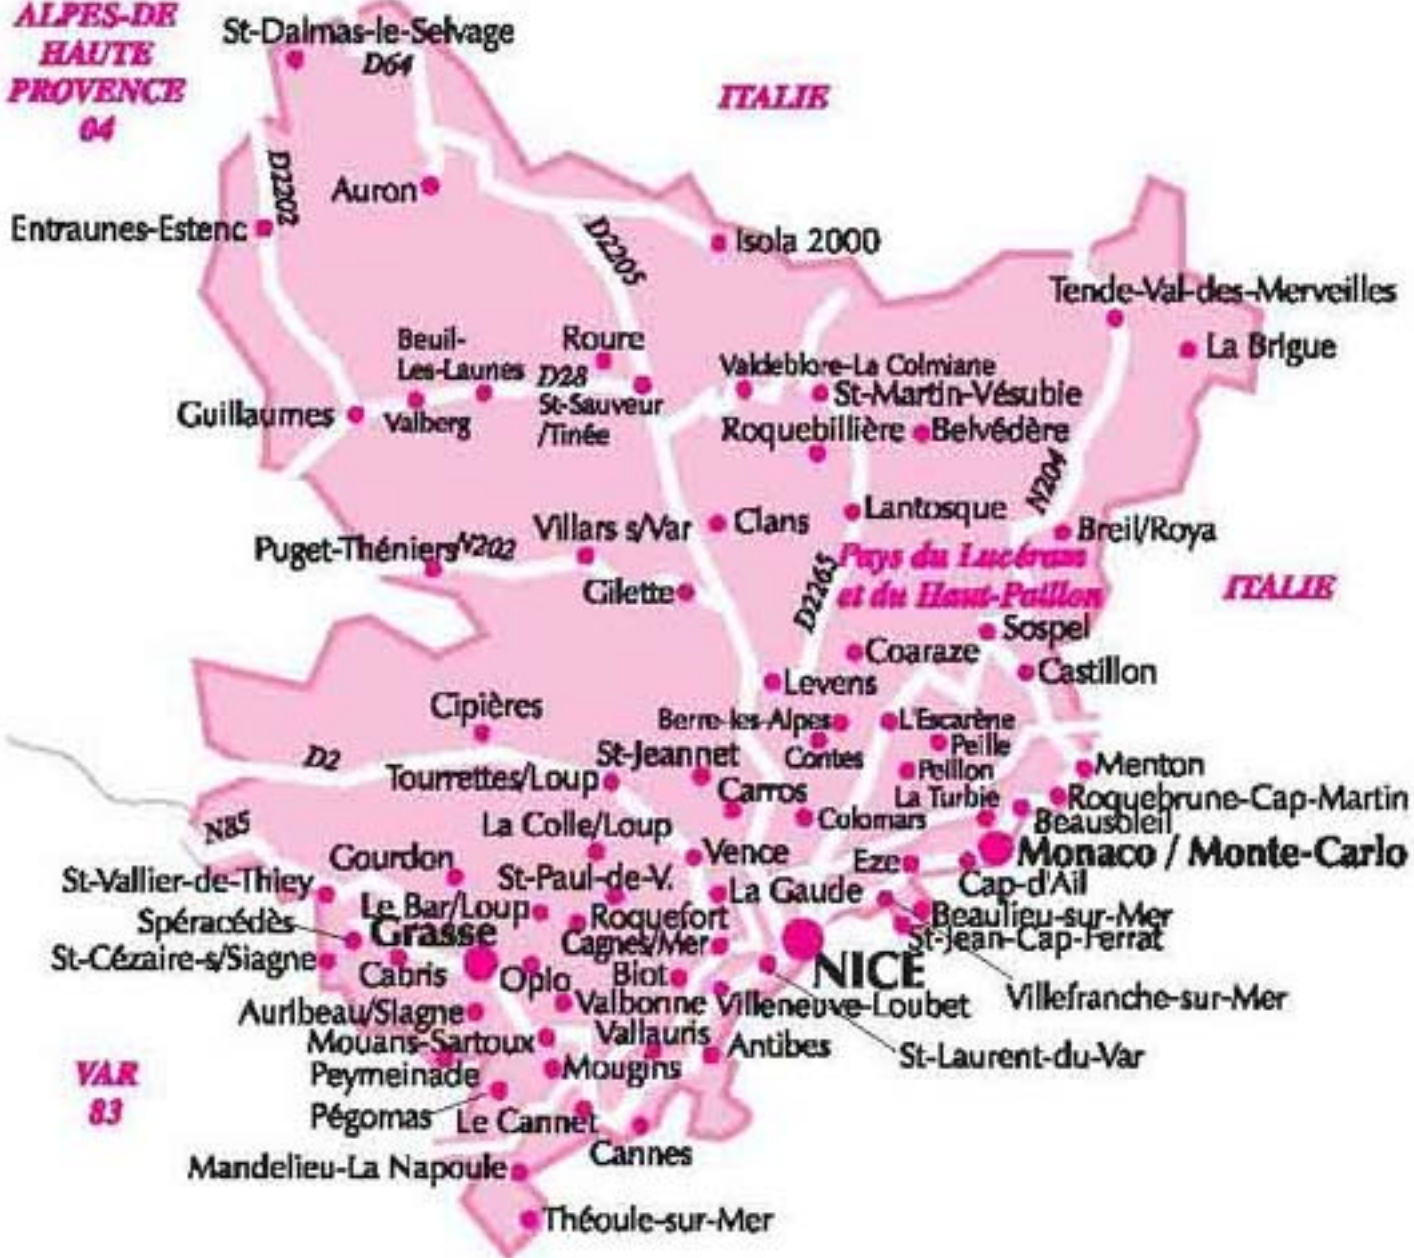 ALPES-DE
HAUTE
PROVENCE
04
St-Dalmas-le-Selvage
D64
ITALIE
D2202
Auron
Entraunes-Estenc
D2205
Isola 2000
Tende-Val-des-Merveilles
La Brigue
Beuil-
Les-Launes
Roure
D28
Valdeblore-La Colmiane
St-Martin-Vésubie
Guillaumes
Valberg
St-Sauveur
/Tinée
Roquebillière
Belvédère
N204
Lantosque
Clans
Villars s/Var
Breil/Roya
Puget-Théniers
N202
Pays du Lucéram
et du Haut-Paillon
Gilette
D2265
ITALIE
Sospel
Coaraze
Castillon
Levens
Cipières
Berre-les-Alpes
L'Escarène
Contes
Peille
D2
St-Jeannet
Tourrettes/Loup
Peillon
Menton
Carros
La Turbie
Roquebrune-Cap-Martin
Colomars
Beausoleil
N85
La Colle/Loup
Gourdon
Vence
Eze
Monaco / Monte-Carlo
St-Vallier-de-Thiey
St-Paul-de-V.
La Gaude
Cap-d'Ail
Spéracédès
Le Bar/Loup
Roquefort
Beaulieu-sur-Mer
Grasse
Cagnes/Mer
St-Jean-Cap-Ferrat
St-Cézaire-s/Siagne
Cabris
Opio
Biot
NICE
Villefranche-sur-Mer
Auribeau/Siagne
Valbonne
Villeneuve-Loubet
Mouans-Sartoux
Vallauris
Antibes
St-Laurent-du-Var
VAR
83
Peymeinade
Mougins
Pégomas
Le Cannet
Cannes
Mandelieu-La Napoule
Théoule-sur-Mer